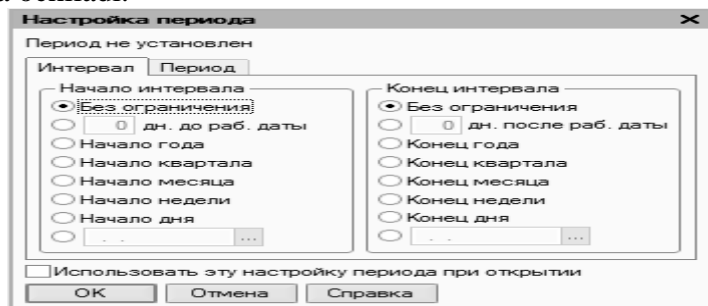 Настройка периода
Период не установлен
Интервал Период
Начало интервала Конец интервала
Без ограничения Без ограничения
0 дн. до раб. даты 0 дн. после раб. даты
Начало года Конец года
Начало квартала Конец квартала
Начало месяца Конец месяца
Начало недели Конец недели
Начало дня Конец дня
. . ... . . ...
Использовать эту настройку периода при открытии
OK Отмена Справка